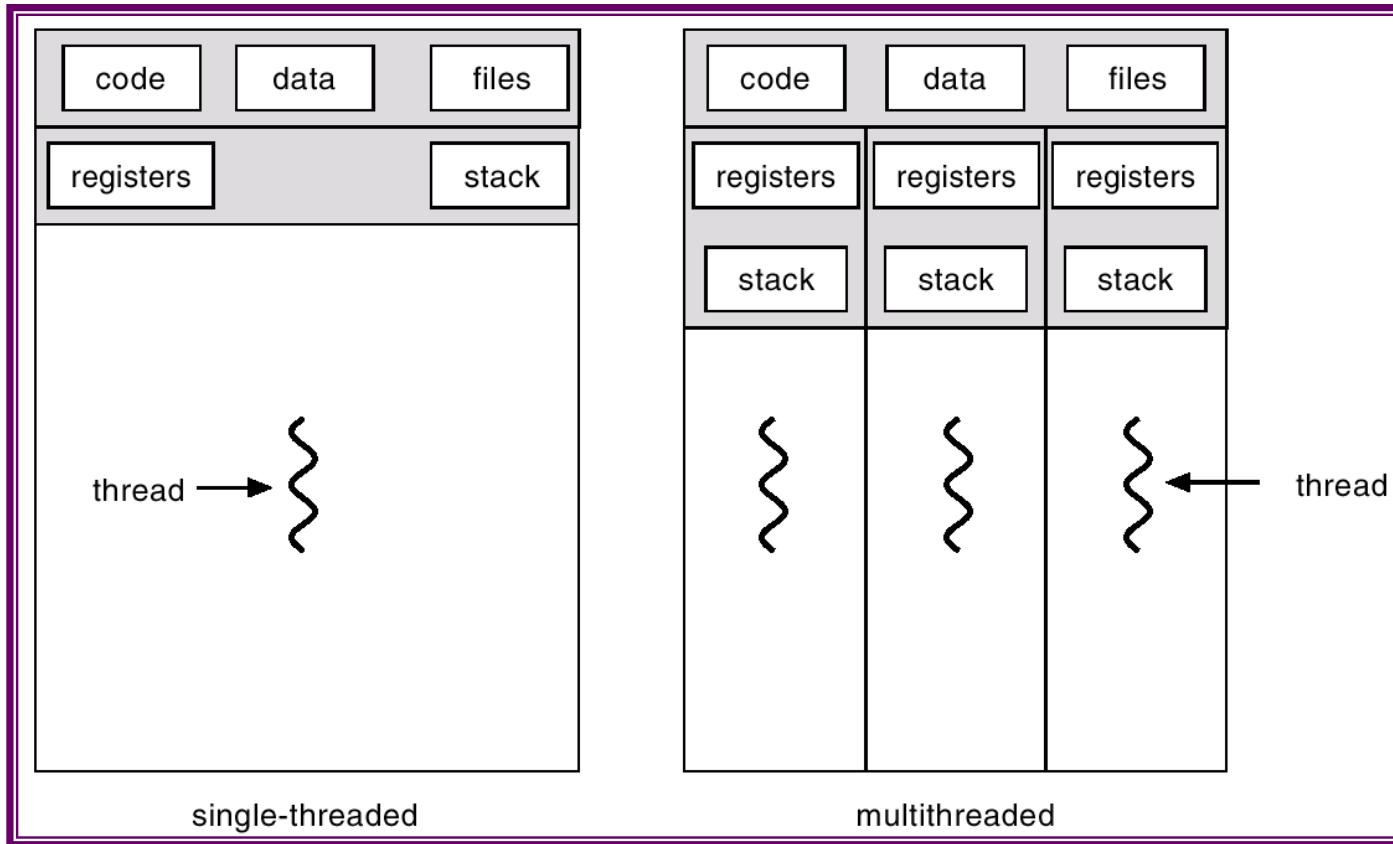 code data files
registers stack
thread
single-threaded
code data files
registers registers registers
stack stack stack
thread
multithreaded